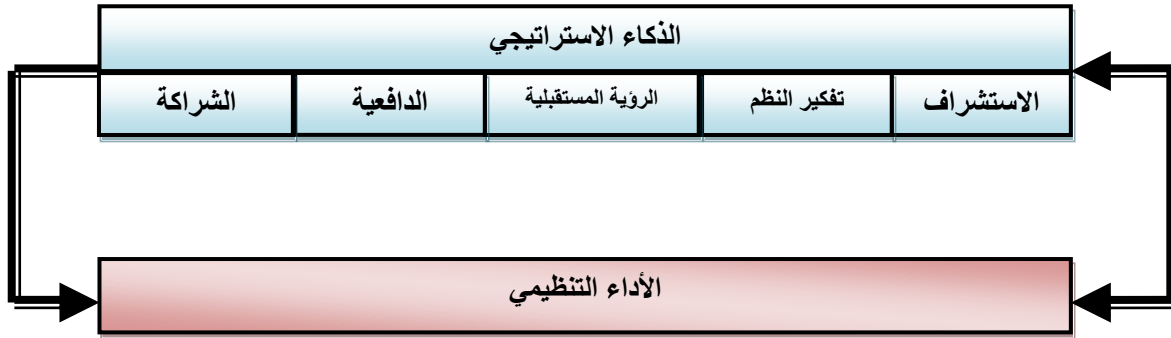 الذكاء الاستراتيجي
الاستشراف
تفكير النظم
الرؤية المستقبلية
الدافعية
الشراكة
الأداء التنظيمي